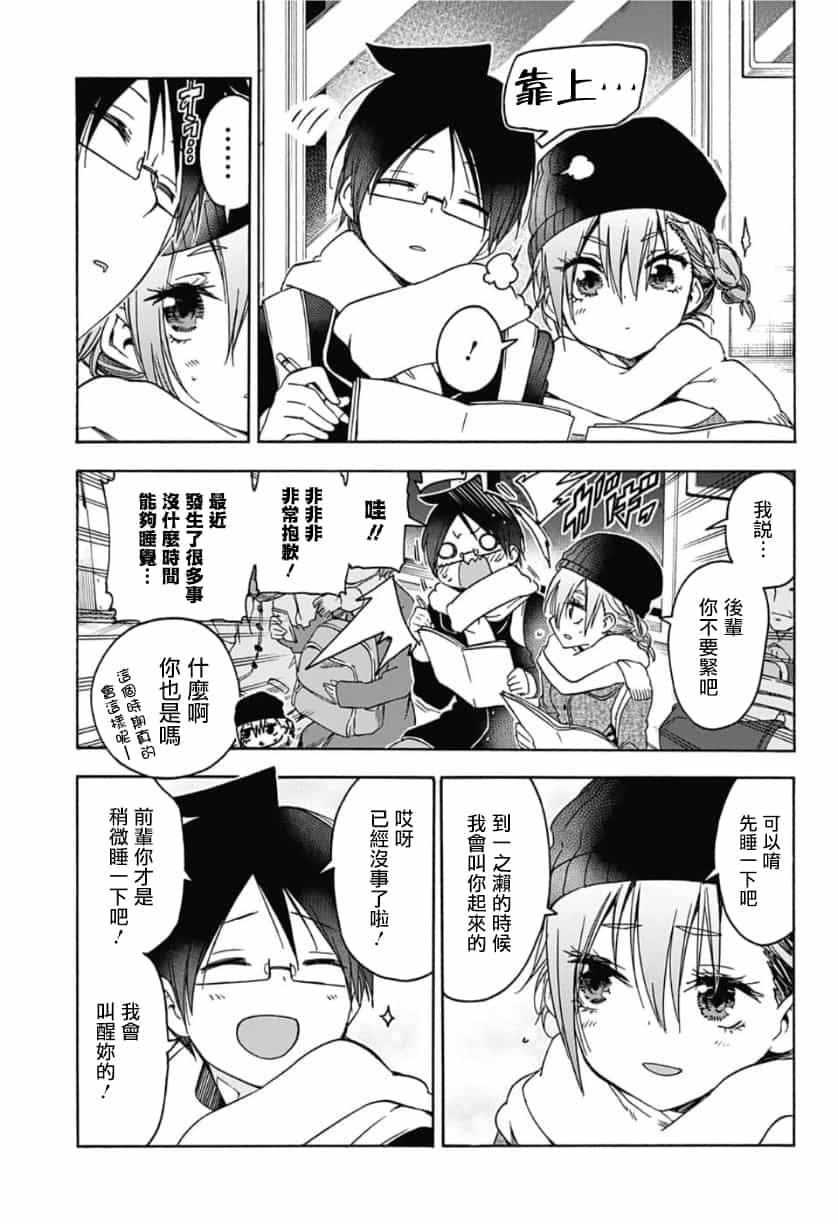 靠上…
！
……
我說…
後輩
你不要緊吧
哇!!
非非非
非常抱歉！
最近
發生了很多事
沒什麼時間
能夠睡覺…
什麼啊
你也是嗎
這個時期真的
會這樣呢ー
可以唷
先睡一下吧
到一之瀨的時候
我會叫你起來的
哎呀
已經沒事了啦！
前輩你才是
稍微睡一下吧！
我會
叫醒妳的！